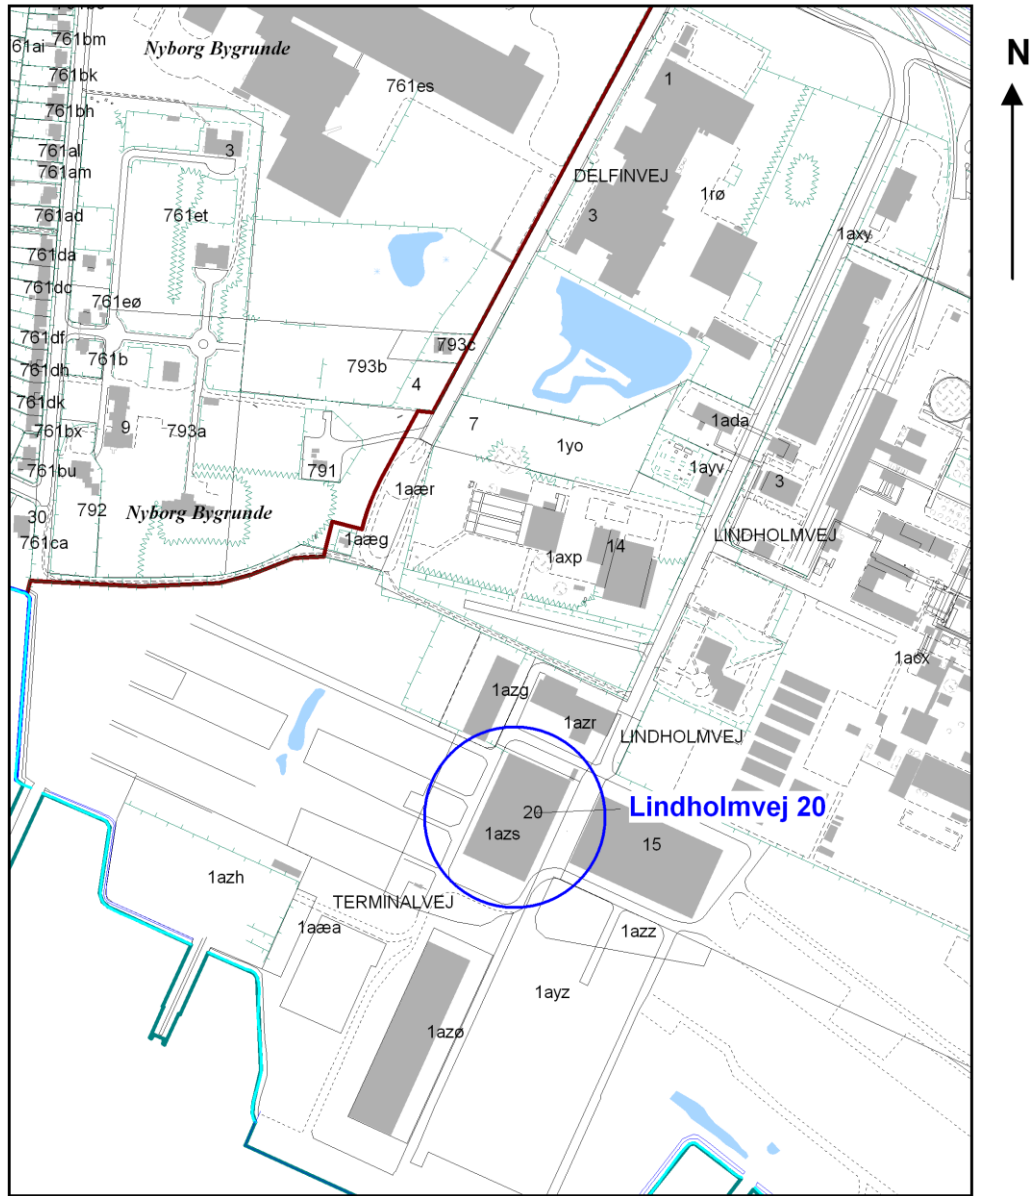 761bm
Nyborg Bygrunde
N
761ai
761bk
761es
1
761bh
761al
3
761am
DELFINVEJ
1rø
761ad
761et
3
1axy
761da
761dc
761eø
761df
761b
793c
761dh
793b
4
761dk
7
1ada
761bx
9
793a
1yo
761bu
791
1ayv
1aær
3
792
Nyborg Bygrunde
30
761ca
1aæg
14
LINDHOLMVEJ
1axp
1acx
1azg
1azr
LINDHOLMVEJ
20
Lindholmvej 20
1azs
15
1azh
TERMINALVEJ
1aæa
1azz
1ayz
1azø